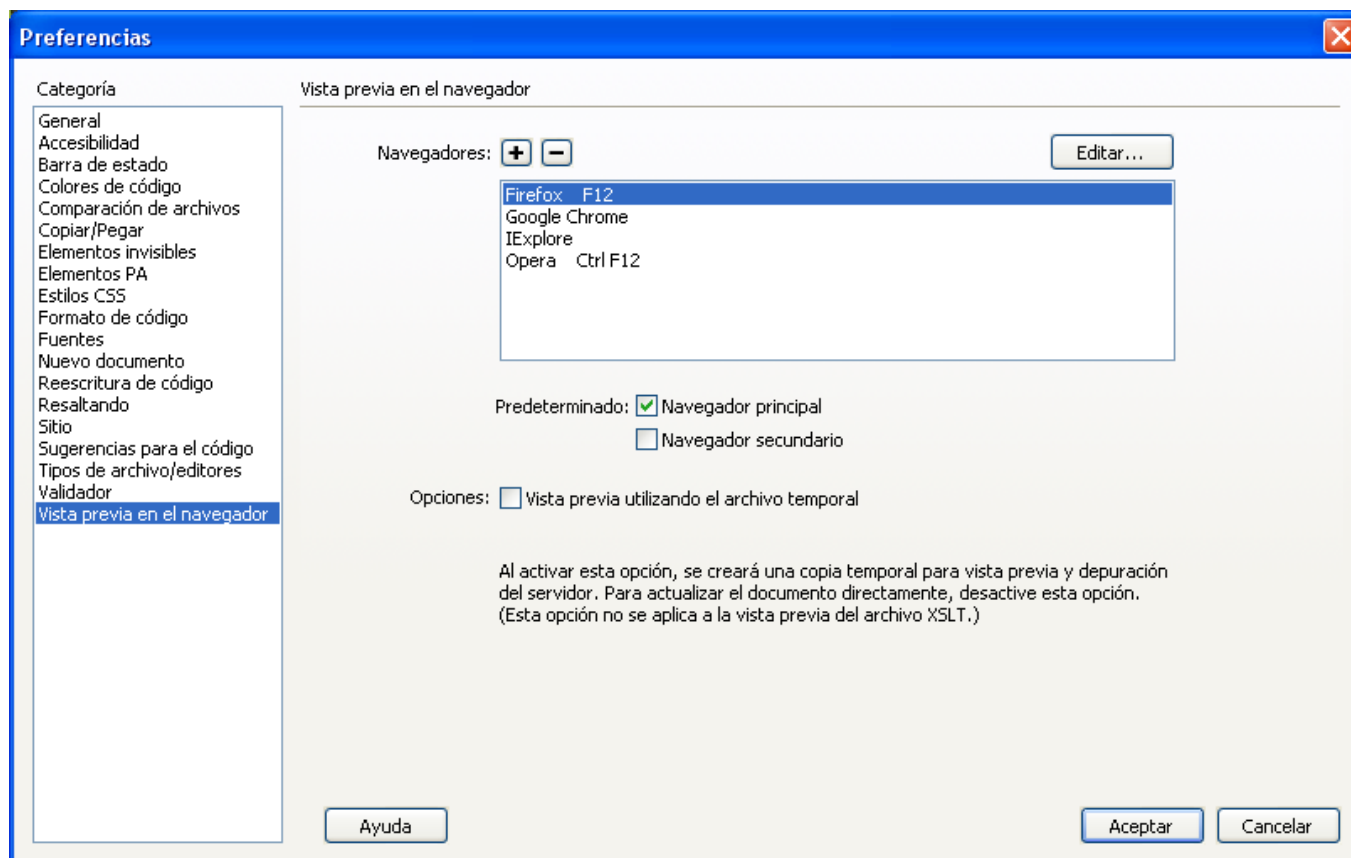 Preferencias
Categoría
General
Accesibilidad
Barra de estado
Colores de código
Comparación de archivos
Copiar/Pegar
Elementos invisibles
Elementos PA
Estilos CSS
Formato de código
Fuentes
Nuevo documento
Reescritura de código
Resaltando
Sitio
Sugerencias para el código
Tipos de archivo/editores
Validador
Vista previa en el navegador
Vista previa en el navegador
Navegadores:
Editar...
Firefox F12
Google Chrome
IExplore
Opera Ctrl F12
Predeterminado: Navegador principal
Navegador secundario
Opciones: Vista previa utilizando el archivo temporal
Al activar esta opción, se creará una copia temporal para vista previa y depuración
del servidor. Para actualizar el documento directamente, desactive esta opción.
(Esta opción no se aplica a la vista previa del archivo XSLT.)
Ayuda
Aceptar
Cancelar